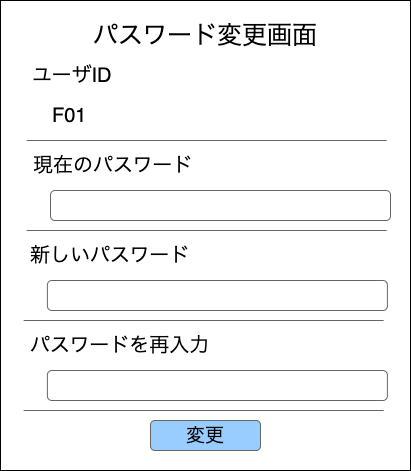 パスワード変更画面
ユーザID
F01
現在のパスワード
新しいパスワード
パスワードを再入力
変更